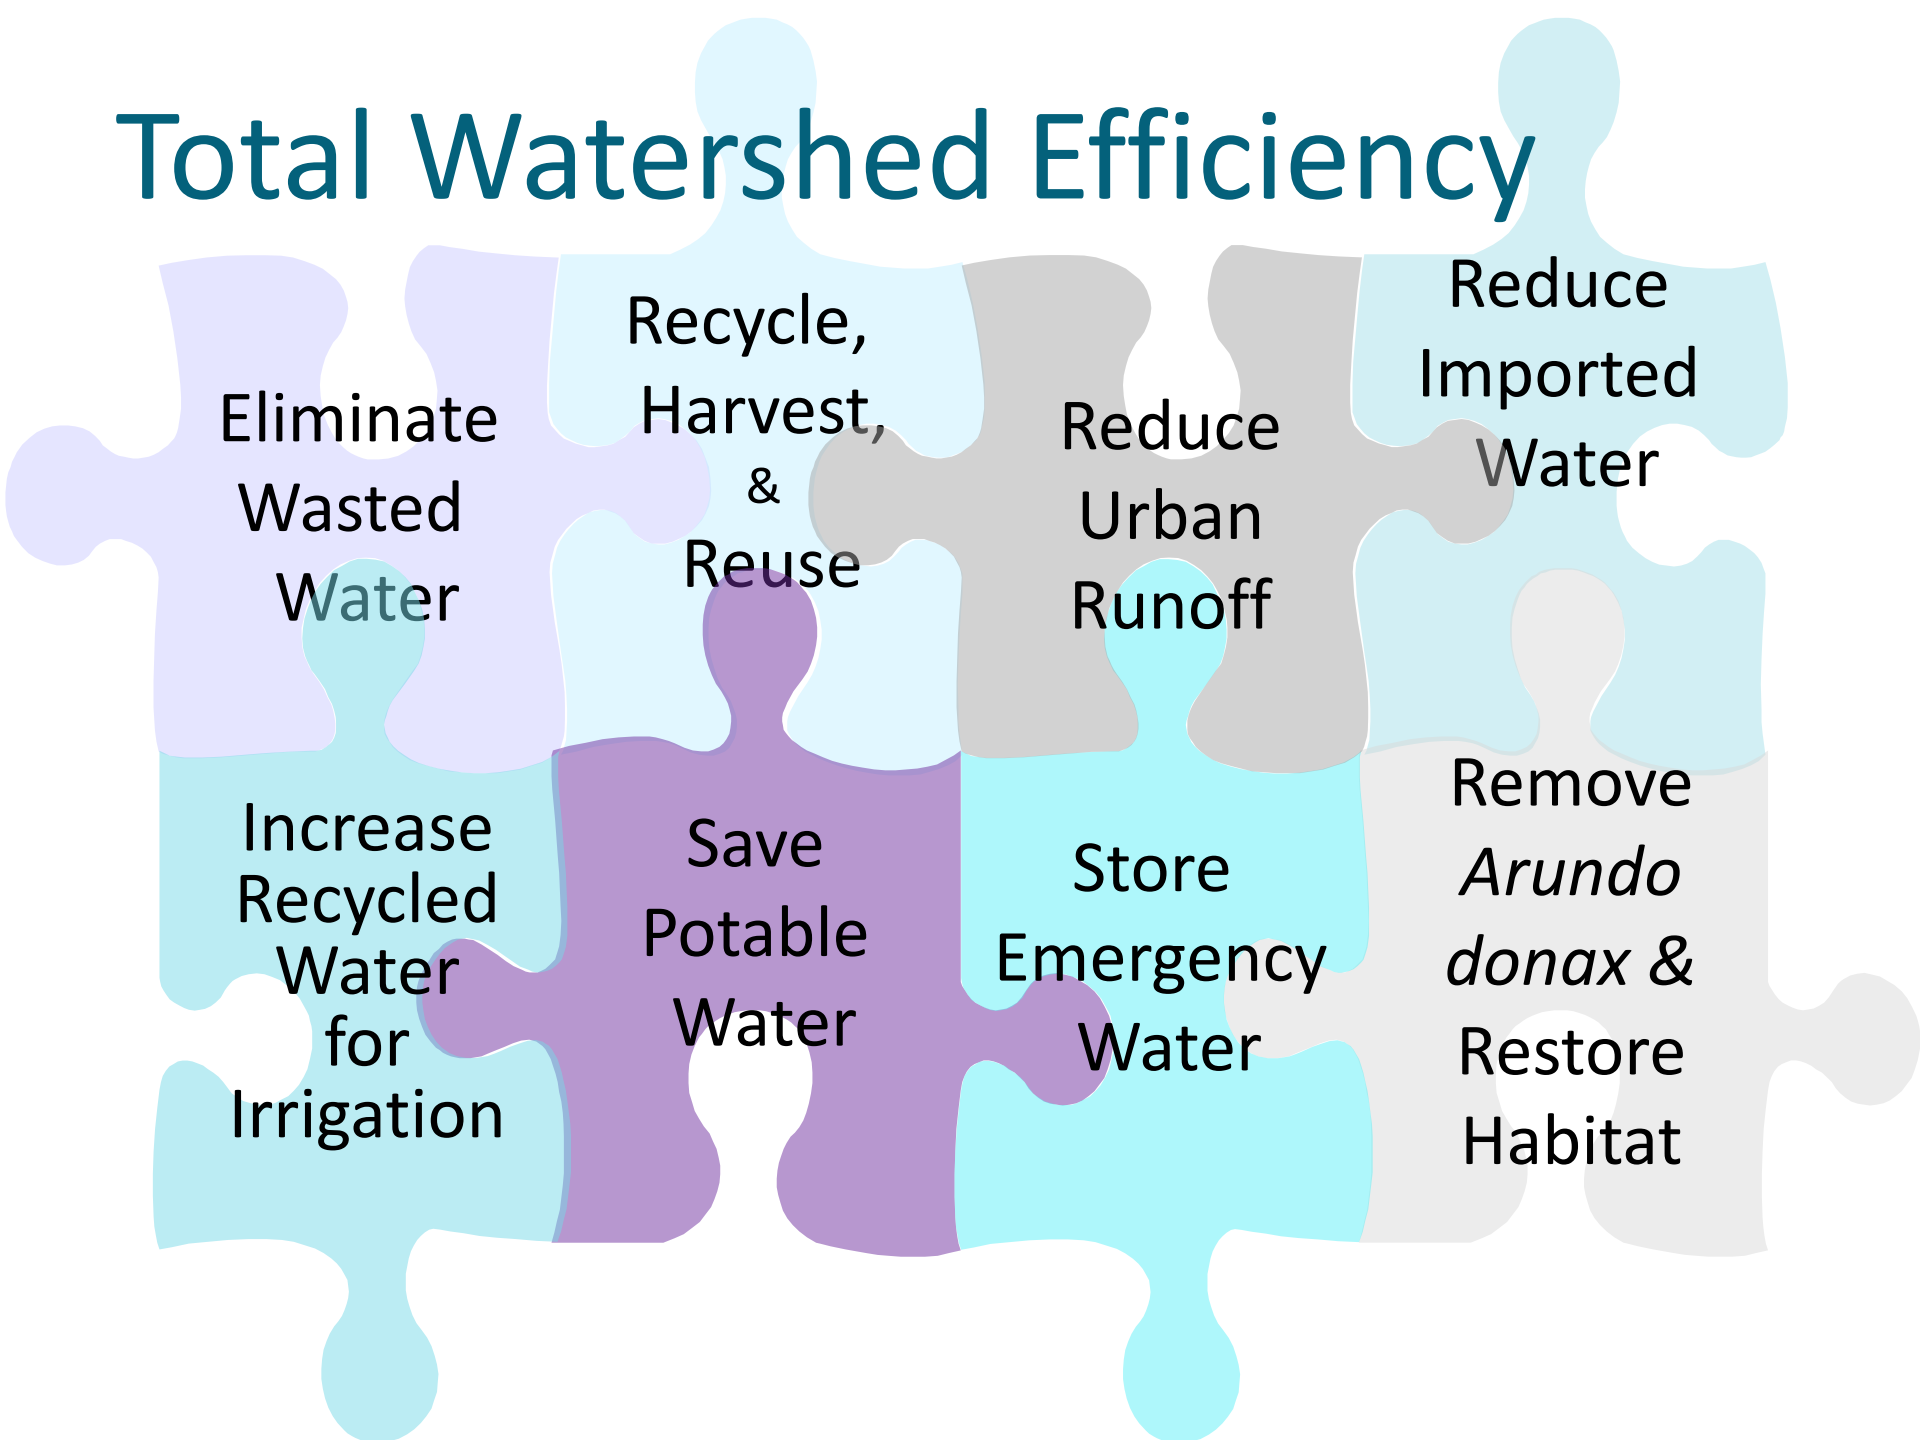 Total Watershed Efficiency
Eliminate
Wasted
Water
Recycle,
Harvest,
&
Reuse
Reduce
Urban
Runoff
Reduce
Imported
Water
Increase
Recycled
Water
for
Irrigation
Save
Potable
Water
Store
Emergency
Water
Remove
Arundo
donax &
Restore
Habitat